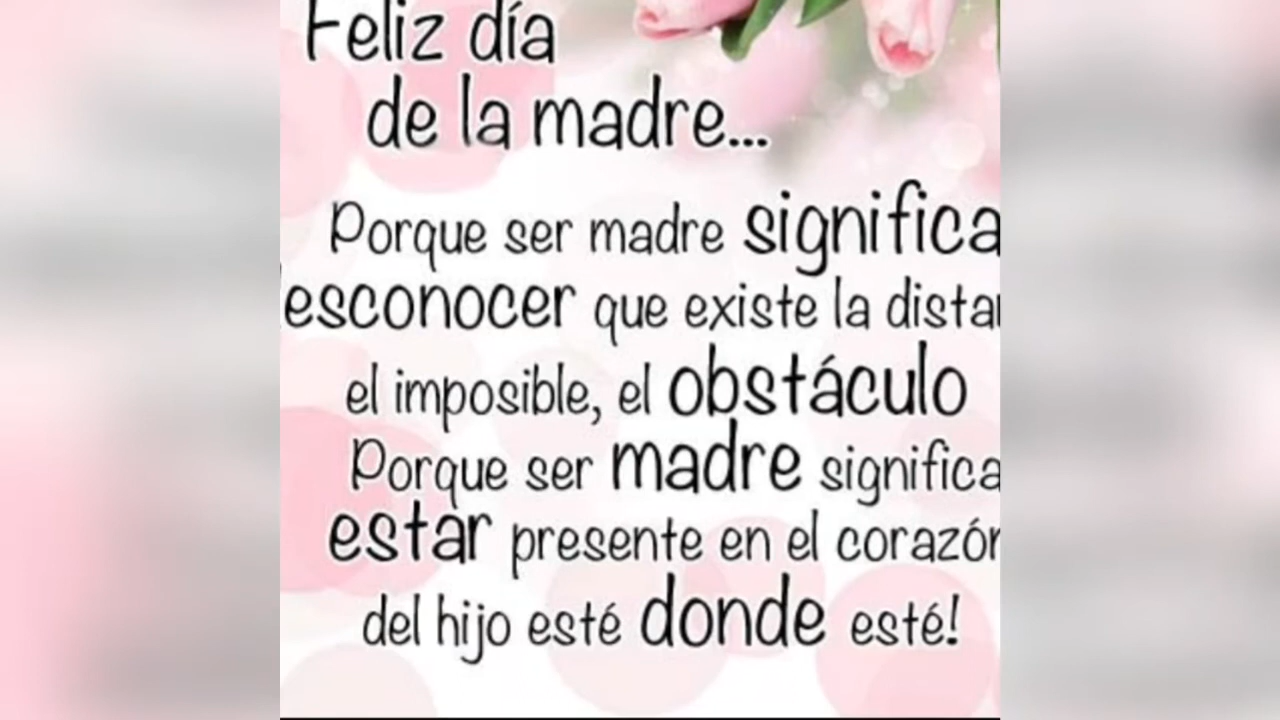 Feliz día
de la madre...
Porque ser madre significa
esconocer que existe la dista
el imposible, el obstáculo
Porque ser madre significa
estar presente en el corazón
del hijo esté donde esté!